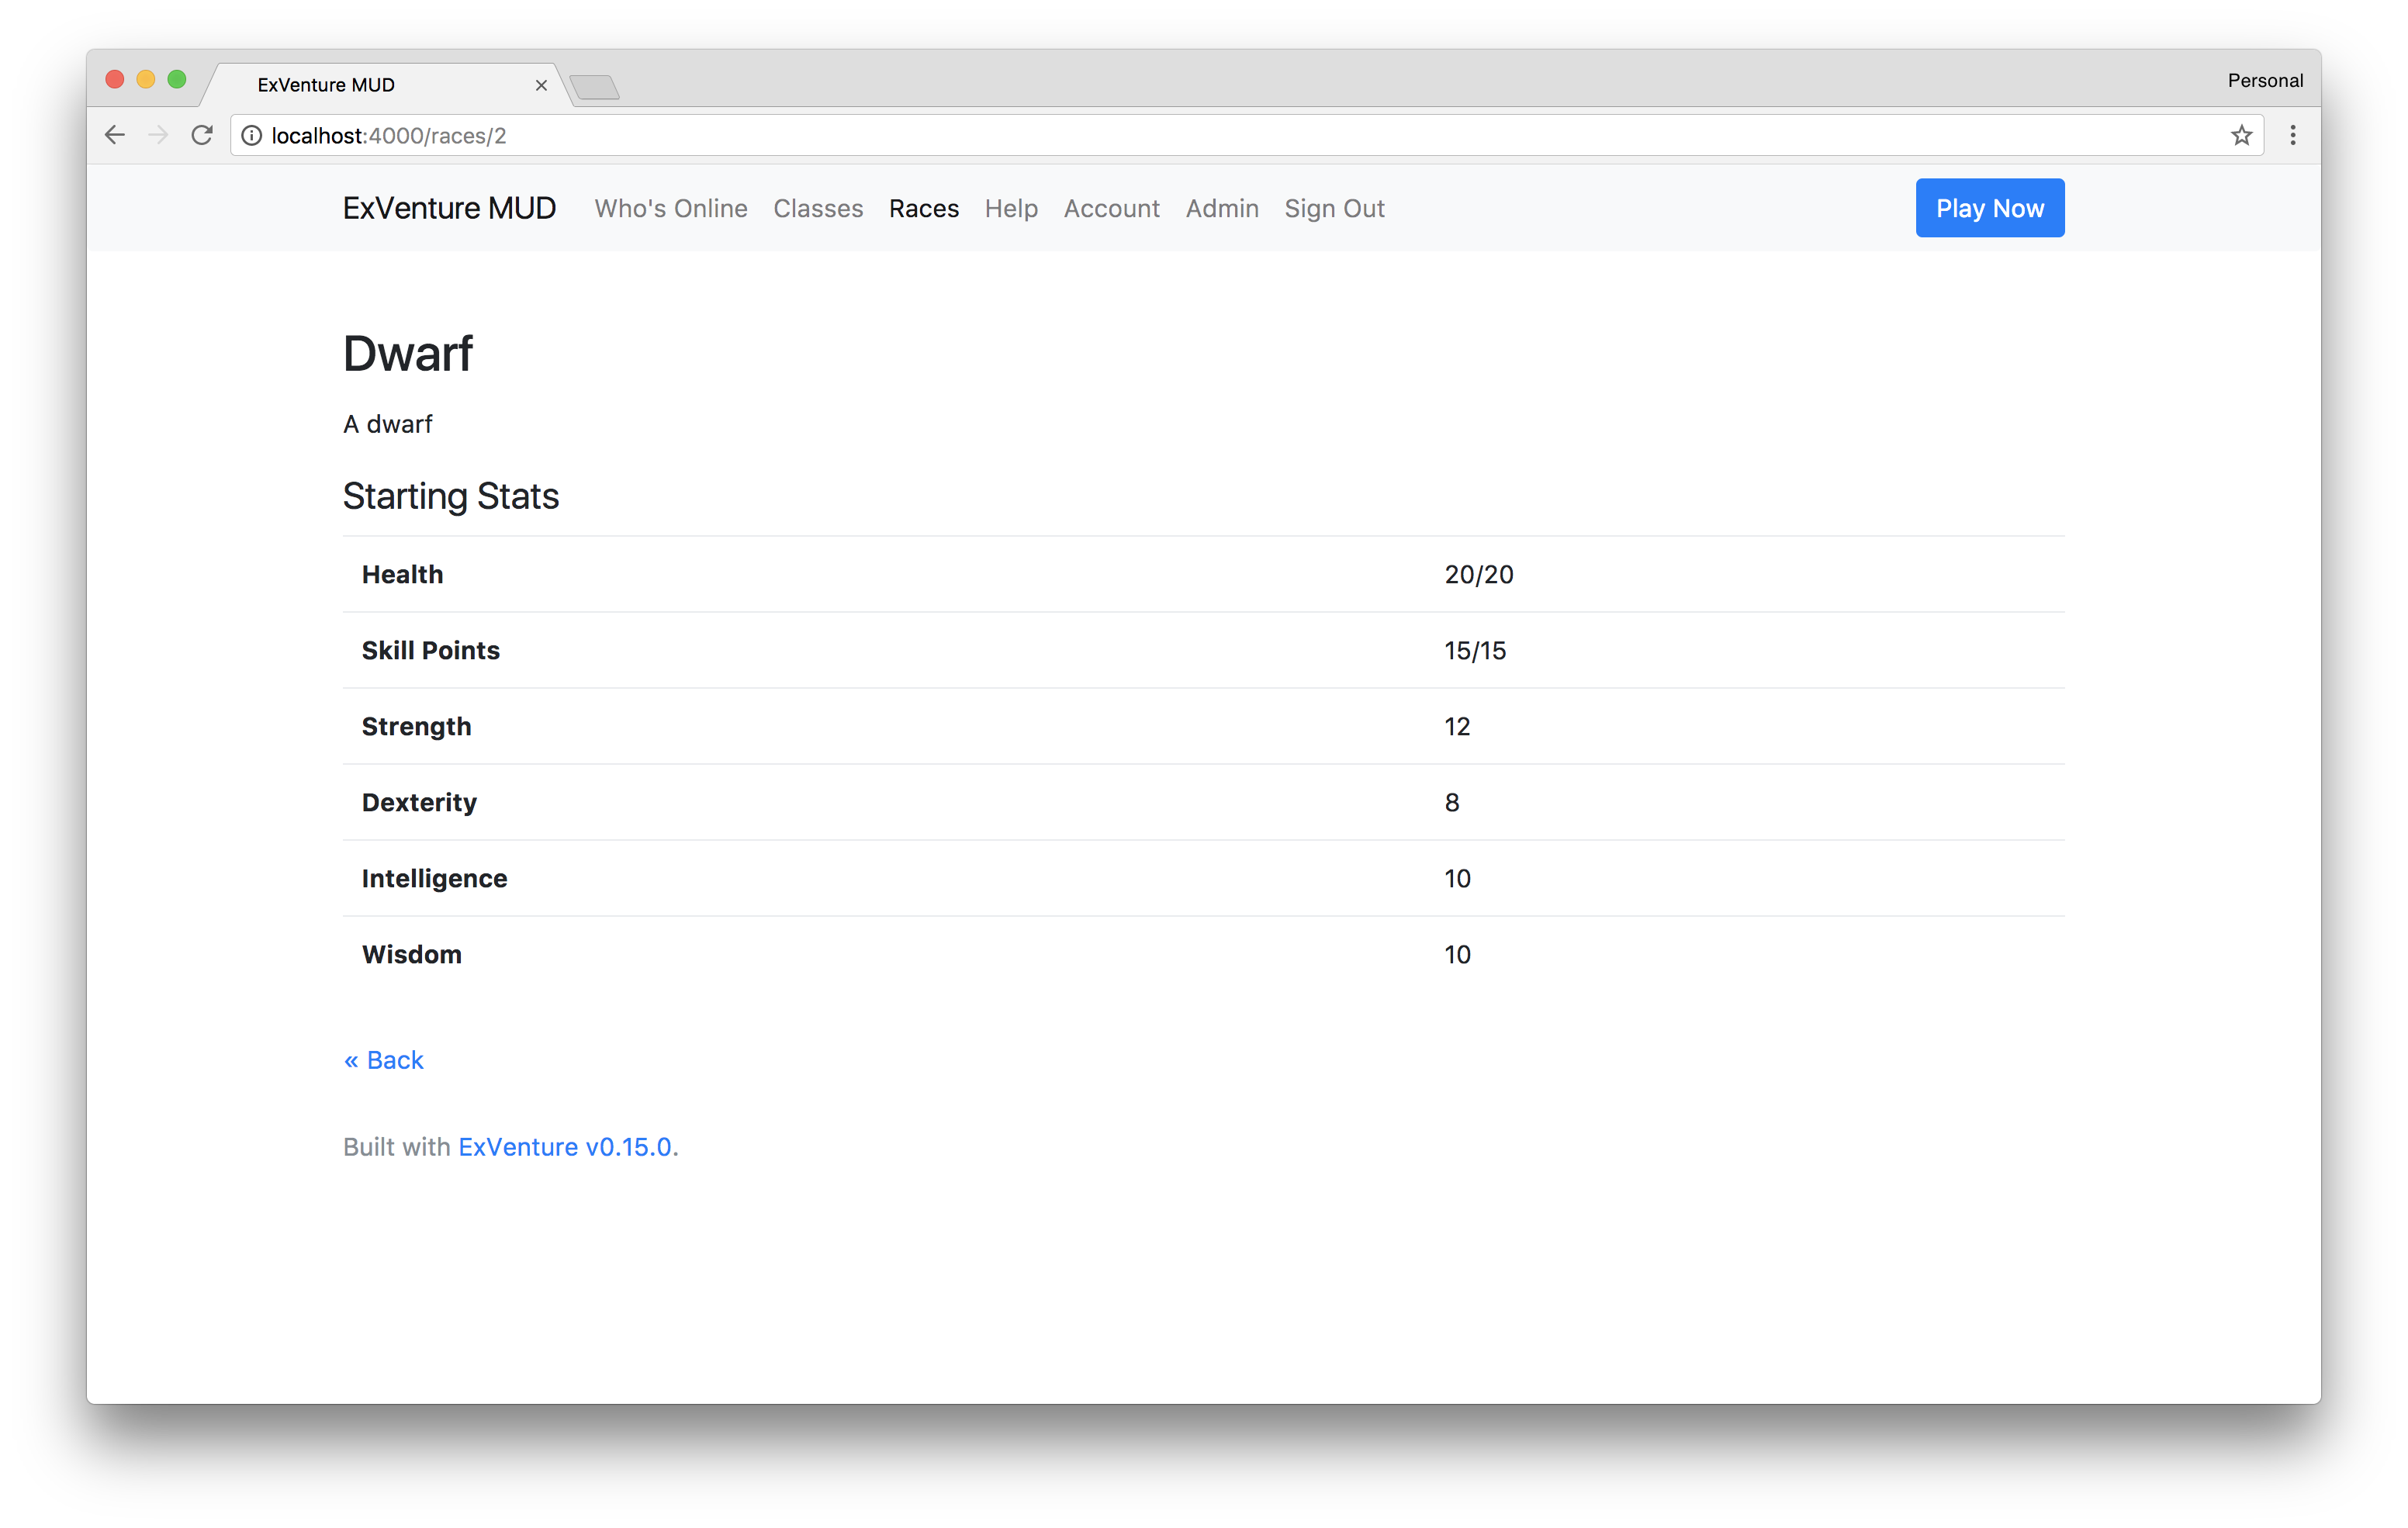 ExVenture MUD
Personal
localhost:4000/races/2
ExVenture MUD Who's Online Classes Races Help Account Admin Sign Out Play Now
Dwarf
A dwarf
Starting Stats
Health 20/20
Skill Points 15/15
Strength 12
Dexterity 8
Intelligence 10
Wisdom 10
« Back
Built with ExVenture v0.15.0.